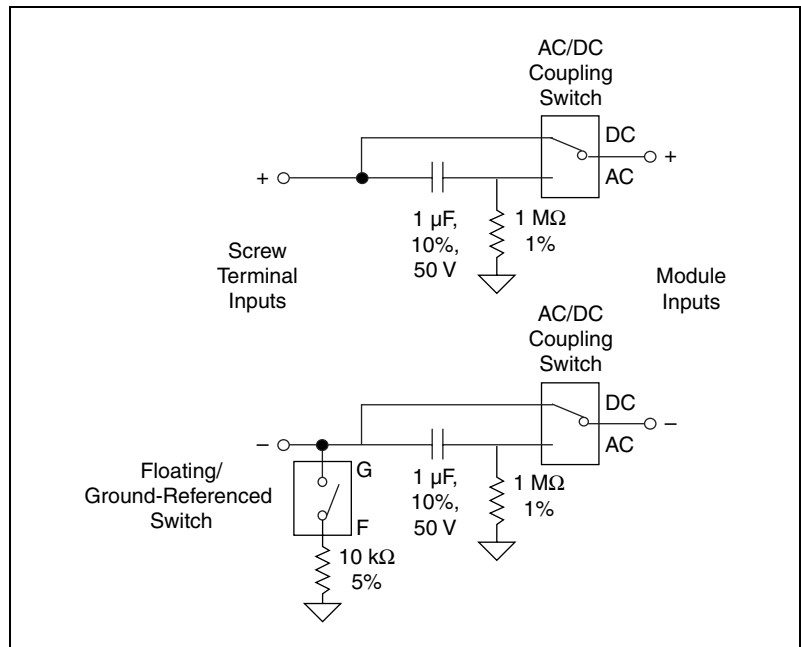 AC/DC
Coupling
Switch
DC
+
+
AC
1 µF,
10%,
50 V
1 MΩ
1%
Screw
Terminal
Inputs
Module
Inputs
AC/DC
Coupling
Switch
DC
–
–
AC
Floating/
Ground-Referenced
Switch
G
F
1 µF,
10%,
50 V
1 MΩ
1%
10 kΩ
5%